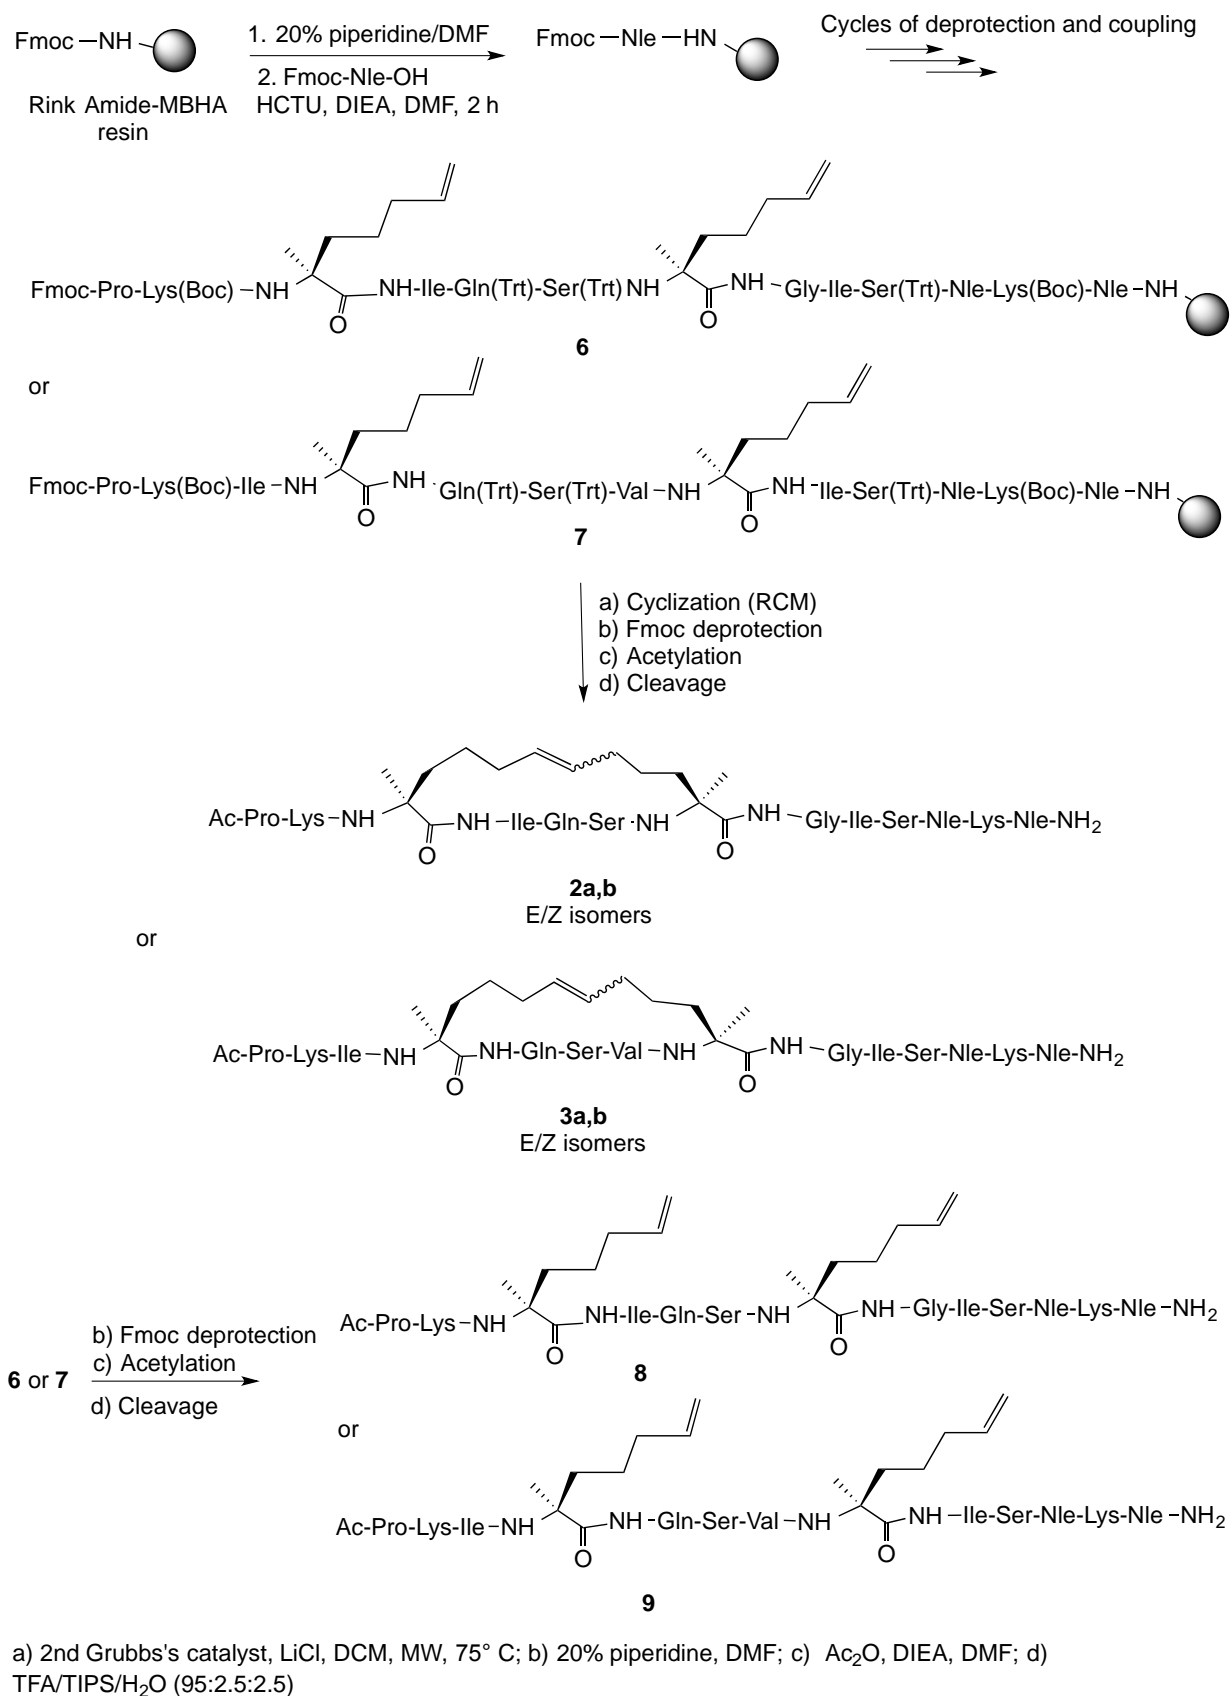 Fmoc-NH
1. 20% piperidine/DMF
2. Fmoc-Nle-OH
HCTU, DIEA, DMF, 2 h
Fmoc-Nle-HN
Cycles of deprotection and coupling
Rink Amide-MBHA
resin
Fmoc-Pro-Lys(Boc)-NH
O
NH-Ile-Gln(Trt)-Ser(Trt) NH
O
NH-Gly-Ile-Ser(Trt)-Nle-Lys(Boc)-Nle-NH
6
or
Fmoc-Pro-Lys(Boc)-Ile-NH
O
NH-Gln(Trt)-Ser(Trt)-Val-NH
O
NH-Ile-Ser(Trt)-Nle-Lys(Boc)-Nle-NH
7
a) Cyclization (RCM)
b) Fmoc deprotection
c) Acetylation
d) Cleavage
Ac-Pro-Lys-NH
O
NH-Ile-Gln-Ser-NH
O
NH-Gly-Ile-Ser-Nle-Lys-Nle-NH2
2a,b
E/Z isomers
or
Ac-Pro-Lys-Ile-NH
O
NH-Gln-Ser-Val-NH
O
NH-Gly-Ile-Ser-Nle-Lys-Nle-NH2
3a,b
E/Z isomers
6 or 7
b) Fmoc deprotection
c) Acetylation
d) Cleavage
Ac-Pro-Lys-NH
O
NH-Ile-Gln-Ser-NH
O
NH-Gly-Ile-Ser-Nle-Lys-Nle-NH2
8
or
Ac-Pro-Lys-Ile-NH
O
NH-Gln-Ser-Val-NH
O
NH-Ile-Ser-Nle-Lys-Nle-NH2
9
a) 2nd Grubbs's catalyst, LiCl, DCM, MW, 75° C; b) 20% piperidine, DMF; c) Ac2O, DIEA, DMF; d)
TFA/TIPS/H2O (95:2.5:2.5)